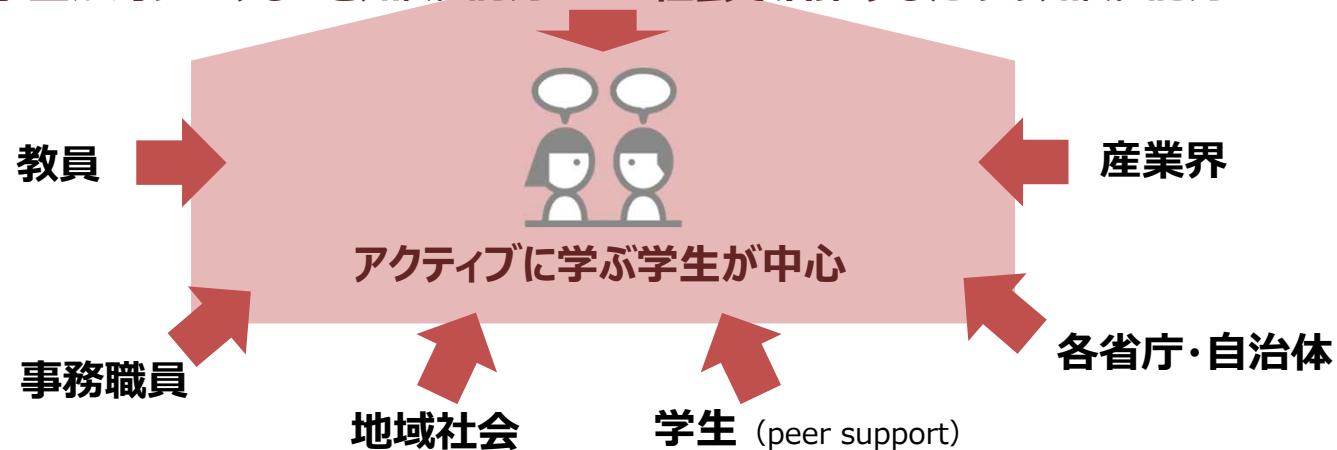 教員
産業界
アクティブに学ぶ学生が中心
事務職員
各省庁・自治体
地域社会
学生（peer support）